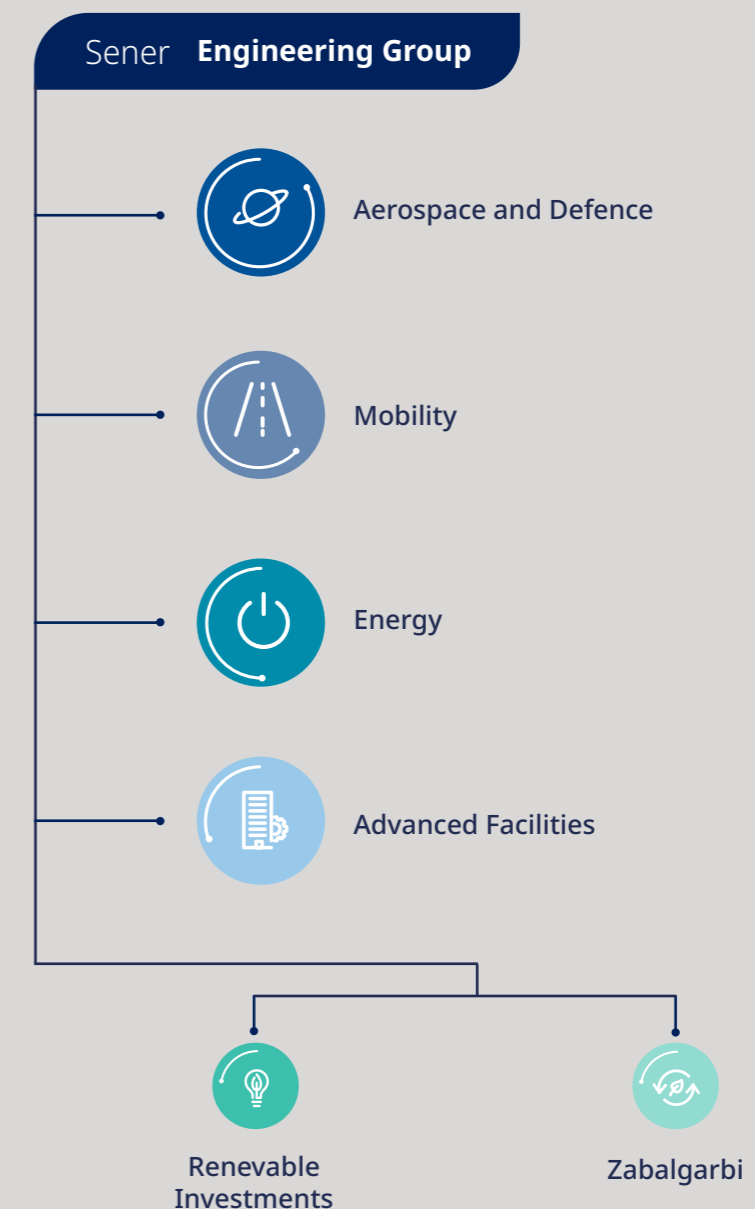 Sener Engineering Group
Aerospace and Defence
Mobility
Energy
Advanced Facilities
Renevable
Investments
Zabalgarbi